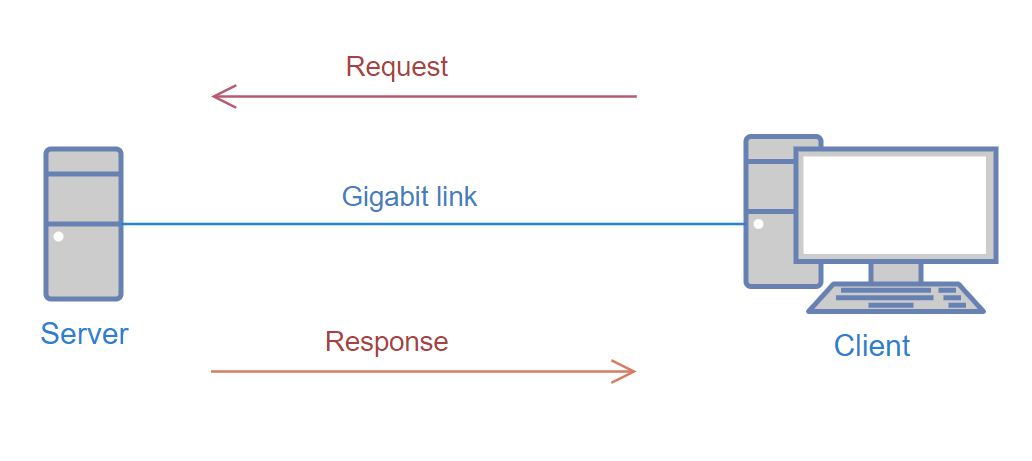 Request
Gigabit link
Server
Response
Client